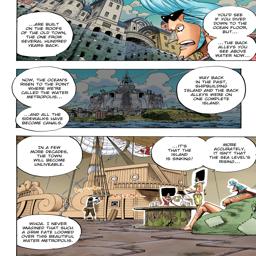 YOU'D SEE
IF YOU DIVED
DOWN TO THE
OCEAN FLOOR,
BUT...
...THE BACK
ALLEYS YOU SEE
ABOVE WATER
NOW...
...ARE BUILT
ON THE ROOFS
OF THE OLD TOWN,
ONE FROM
SEVERAL HUNDRED
YEARS BACK.
WAY BACK
IN THE PAST,
SHIPBUILDING
ISLAND AND THE
BACK ALLEYS WERE
ON ONE COMPLETE
ISLAND.
NOW, THE OCEAN'S
RISEN TO THE POINT
WHERE WE'RE
CALLED THE WATER
METROPOLIS...
...AND ALL THE
SIDEWALKS HAVE
BECOME CANALS.
MORE
ACCURATELY,
IT ISN'T THAT
THE SEA LEVEL'S
RISING...
...IT'S
THAT THE
ISLAND
IS SINKING!
IN A FEW
MORE DECADES,
THE TOWN
WILL BECOME
UNLIVEABLE.
WHOA. I NEVER
IMAGINED THAT SUCH
A GRIM FATE LOOMED
OVER THIS BEAUTIFUL
WATER METROPOLIS.